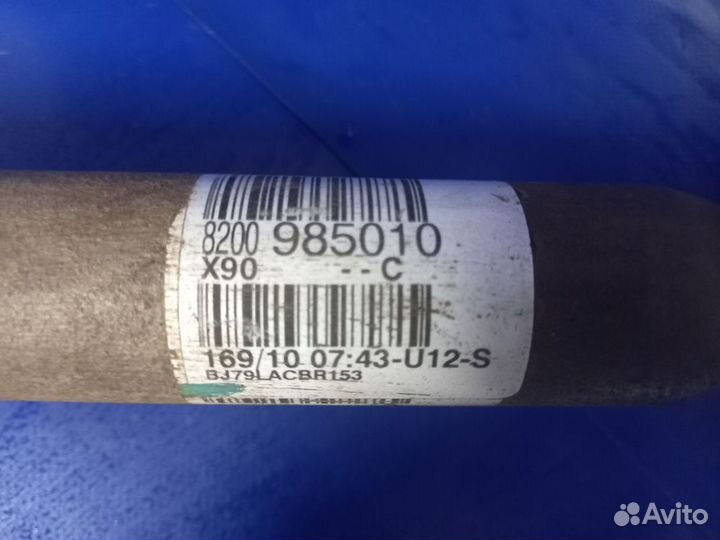 8200 985010
X90 - - C
169/10 07:43-U12-S
BJ79LACBR153
Avito